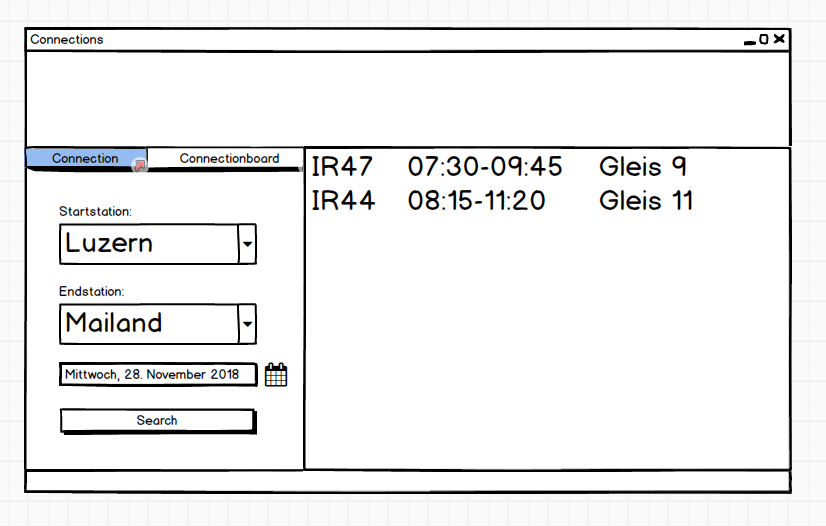 Connections
Connection Connectionboard
Startstation:
Luzern
Endstation:
Mailand
Mittwoch, 28. November 2018
Search
IR47 07:30-09:45 Gleis 9
IR44 08:15-11:20 Gleis 11